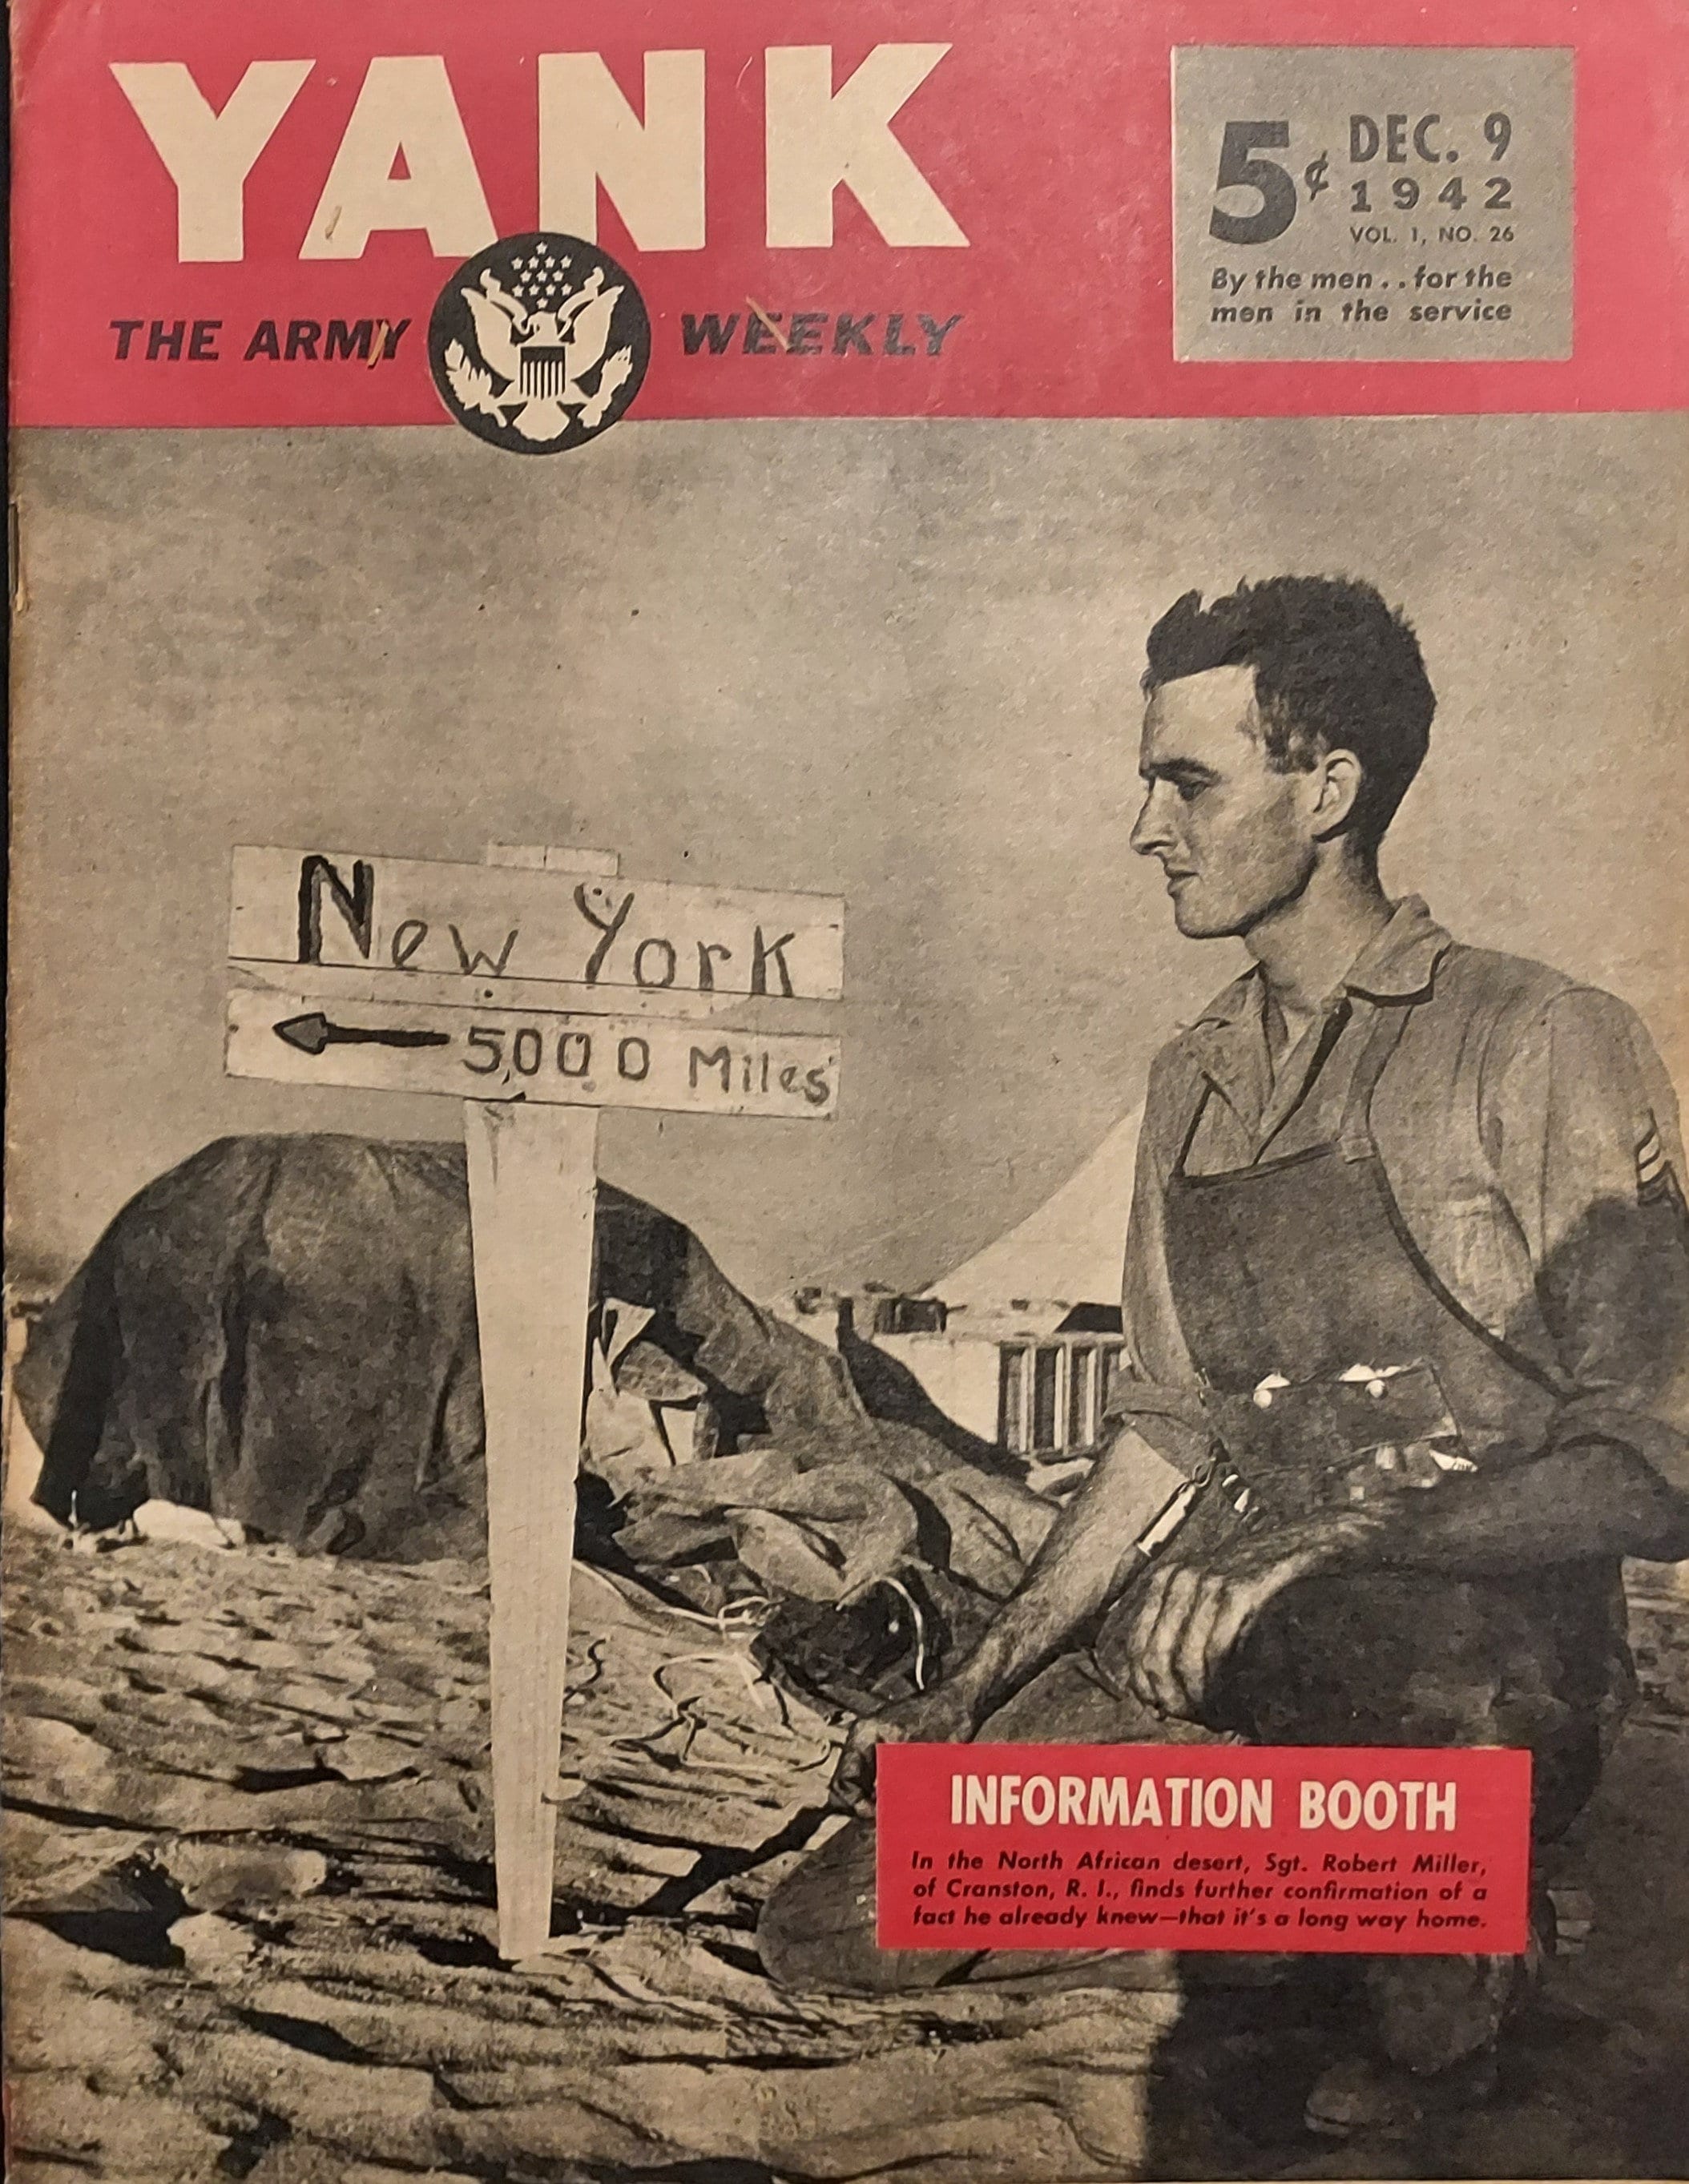 YANK
THE ARMY WEEKLY
5¢ DEC. 9
1942
VOL. 1, NO. 26
By the men . . for the
men in the service
New York
5,000 Miles
INFORMATION BOOTH
In the North African desert, Sgt. Robert Miller,
of Cranston, R. I., finds further confirmation of a
fact he already knew—that it's a long way home.